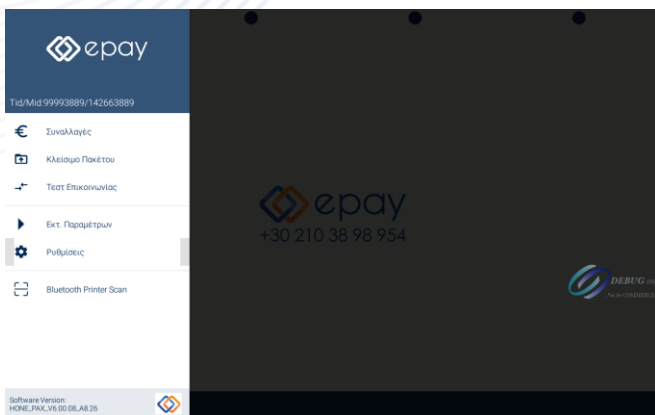 epay
Tid/Mid:99993889/142663889
Συναλλαγές
Κλείσιμο Πακέτου
Τεστ Επικοινωνίας
Εκτ. Παραμέτρων
Ρυθμίσεις
Bluetooth Printer Scan
Software Version:
HONE_PAX_V6.00.08_A8.26
epay
+30 210 38 98 954
DEBUG